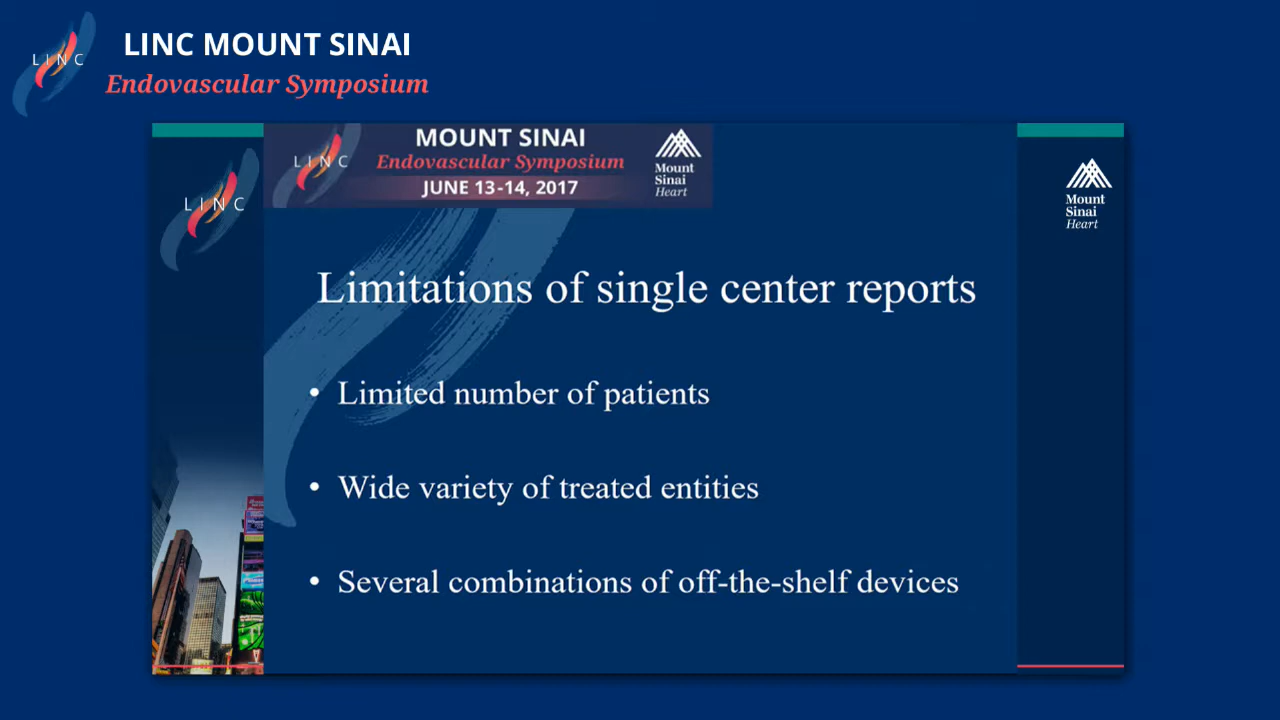 LINC
LINC MOUNT SINAI
Endovascular Symposium
LINC
MOUNT SINAI
Endovascular Symposium
JUNE 13-14, 2017
Mount
Sinai
Heart
LINC
Mount
Sinai
Heart
Limitations of single center reports
• Limited number of patients
• Wide variety of treated entities
• Several combinations of off-the-shelf devices